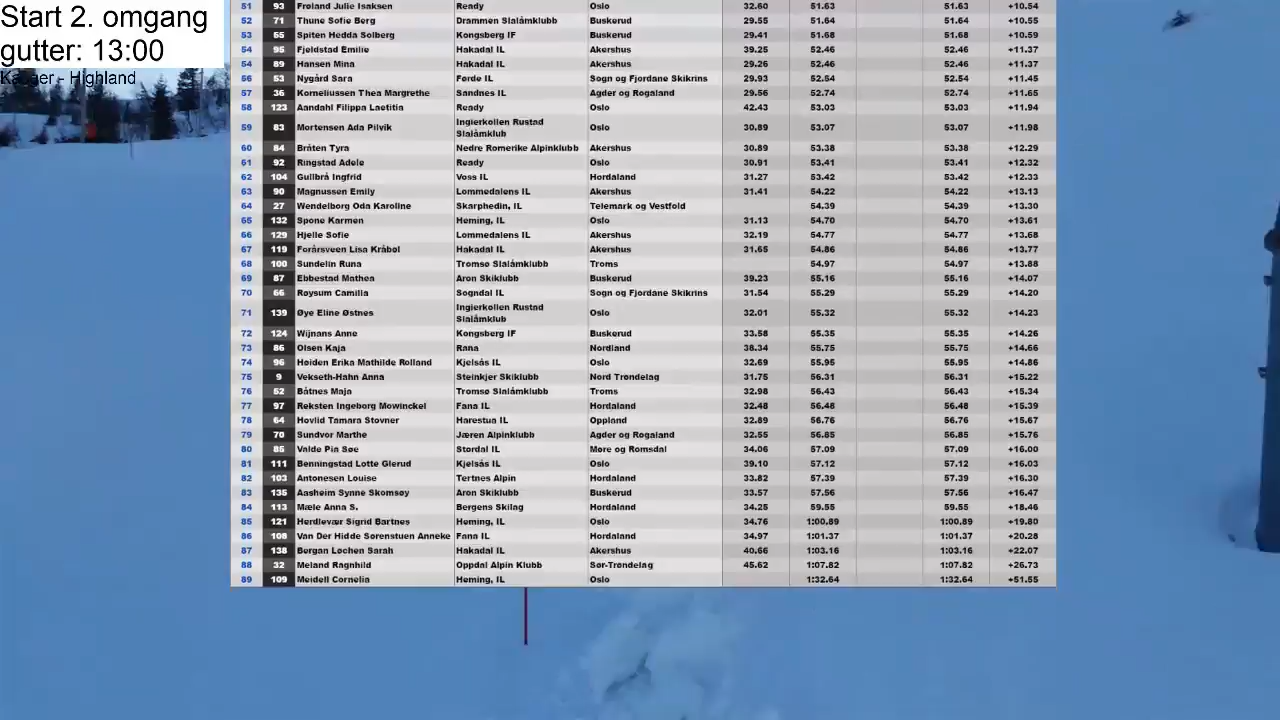 Start 2. omgang
gutter: 13:00
Kaager - Highland
51 93 Frøland Julie Isaksen Ready Oslo 32.60 51.63 51.63 +10.54
52 71 Thune Sofie Berg Drammen Slalåmklubb Buskerud 29.55 51.64 51.64 +10.55
53 55 Spiten Hedda Solberg Kongsberg IF Buskerud 29.41 51.68 51.68 +10.59
54 95 Fjeldstad Emilie Hakadal IL Akershus 39.25 52.46 52.46 +11.37
54 89 Hansen Mina Hakadal IL Akershus 29.26 52.46 52.46 +11.37
56 53 Nygård Sara Førde IL Sogn og Fjordane Skikrins 29.93 52.54 52.54 +11.45
57 36 Korneliussen Thea Margrethe Sandnes IL Agder og Rogaland 29.56 52.74 52.74 +11.65
58 123 Aandahl Filippa Laetitia Ready Oslo 42.43 53.03 53.03 +11.94
59 83 Mortensen Ada Pilvik Ingierkollen Rustad Slalåmklub Oslo 30.89 53.07 53.07 +11.98
60 84 Bråten Tyra Nedre Romerike Alpinklubb Akershus 30.89 53.38 53.38 +12.29
61 92 Ringstad Adele Ready Oslo 30.91 53.41 53.41 +12.32
62 104 Gullbrå Ingfrid Voss IL Hordaland 31.27 53.42 53.42 +12.33
63 90 Magnussen Emily Lommedalens IL Akershus 31.41 54.22 54.22 +13.13
64 27 Wendelborg Oda Karoline Skarphedin, IL Telemark og Vestfold 54.39 54.39 +13.30
65 132 Spone Karmen Heming, IL Oslo 31.13 54.70 54.70 +13.61
66 129 Hjelle Sofie Lommedalens IL Akershus 32.19 54.77 54.77 +13.68
67 119 Forårsveen Lisa Kråbøl Hakadal IL Akershus 31.65 54.86 54.86 +13.77
68 100 Sundelin Runa Tromsø Slalåmklubb Troms 54.97 54.97 +13.88
69 87 Ebbestad Mathea Aron Skiklubb Buskerud 39.23 55.16 55.16 +14.07
70 66 Røysum Camilla Sogndal IL Sogn og Fjordane Skikrins 31.54 55.29 55.29 +14.20
71 139 Øye Eline Østnes Ingierkollen Rustad Slalåmklub Oslo 32.01 55.32 55.32 +14.23
72 124 Wijnans Anne Kongsberg IF Buskerud 33.58 55.35 55.35 +14.26
73 86 Olsen Kaja Rana Nordland 38.34 55.75 55.75 +14.66
74 96 Heiden Erika Mathilde Rolland Kjelsås IL Oslo 32.69 55.95 55.95 +14.86
75 9 Vekseth-Hahn Anna Steinkjer Skiklubb Nord Trøndelag 31.75 56.31 56.31 +15.22
76 52 Båtnes Maja Tromsø Slalåmklubb Troms 32.98 56.43 56.43 +15.34
77 97 Reksten Ingeborg Mowinckel Fana IL Hordaland 32.48 56.48 56.48 +15.39
78 64 Hovlid Tamara Stovner Harestua IL Oppland 32.89 56.76 56.76 +15.67
79 70 Sundvor Marthe Jæren Alpinklubb Agder og Rogaland 32.55 56.85 56.85 +15.76
80 85 Valde Pia Søe Stordal IL Møre og Romsdal 34.06 57.09 57.09 +16.00
81 111 Benningstad Lotte Glerud Kjelsås IL Oslo 39.10 57.12 57.12 +16.03
82 103 Antonesen Louise Tertnes Alpin Hordaland 33.82 57.39 57.39 +16.30
83 135 Aasheim Synne Skomsøy Aron Skiklubb Buskerud 33.57 57.56 57.56 +16.47
84 113 Mæle Anna S. Bergens Skilag Hordaland 34.25 59.55 59.55 +18.46
85 121 Herdlevær Sigrid Bartnes Heming, IL Oslo 34.76 1:00.89 1:00.89 +19.80
86 108 Van Der Hidde Sørenstuen Anneke Fana IL Hordaland 34.97 1:01.37 1:01.37 +20.28
87 138 Bergan Løchen Sarah Hakadal IL Akershus 40.66 1:03.16 1:03.16 +22.07
88 32 Meland Ragnhild Oppdal Alpin Klubb Sør-Trøndelag 45.62 1:07.82 1:07.82 +26.73
89 109 Meidell Cornelia Heming, IL Oslo 1:32.64 1:32.64 +51.55